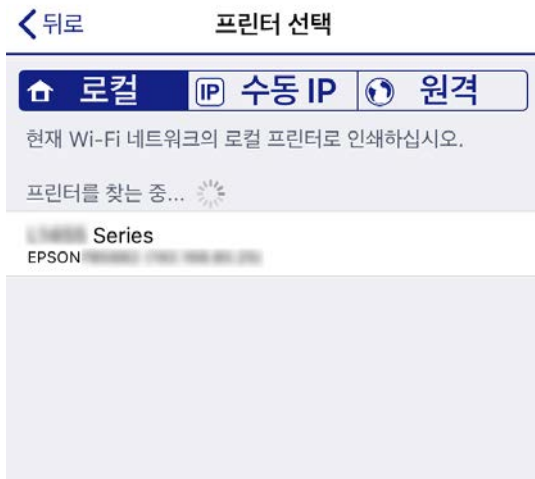 뒤로 프린터 선택
로컬 IP 수동 IP 원격
현재 Wi-Fi 네트워크의 로컬 프린터로 인쇄하십시오.
프린터를 찾는 중...
Series
EPSON